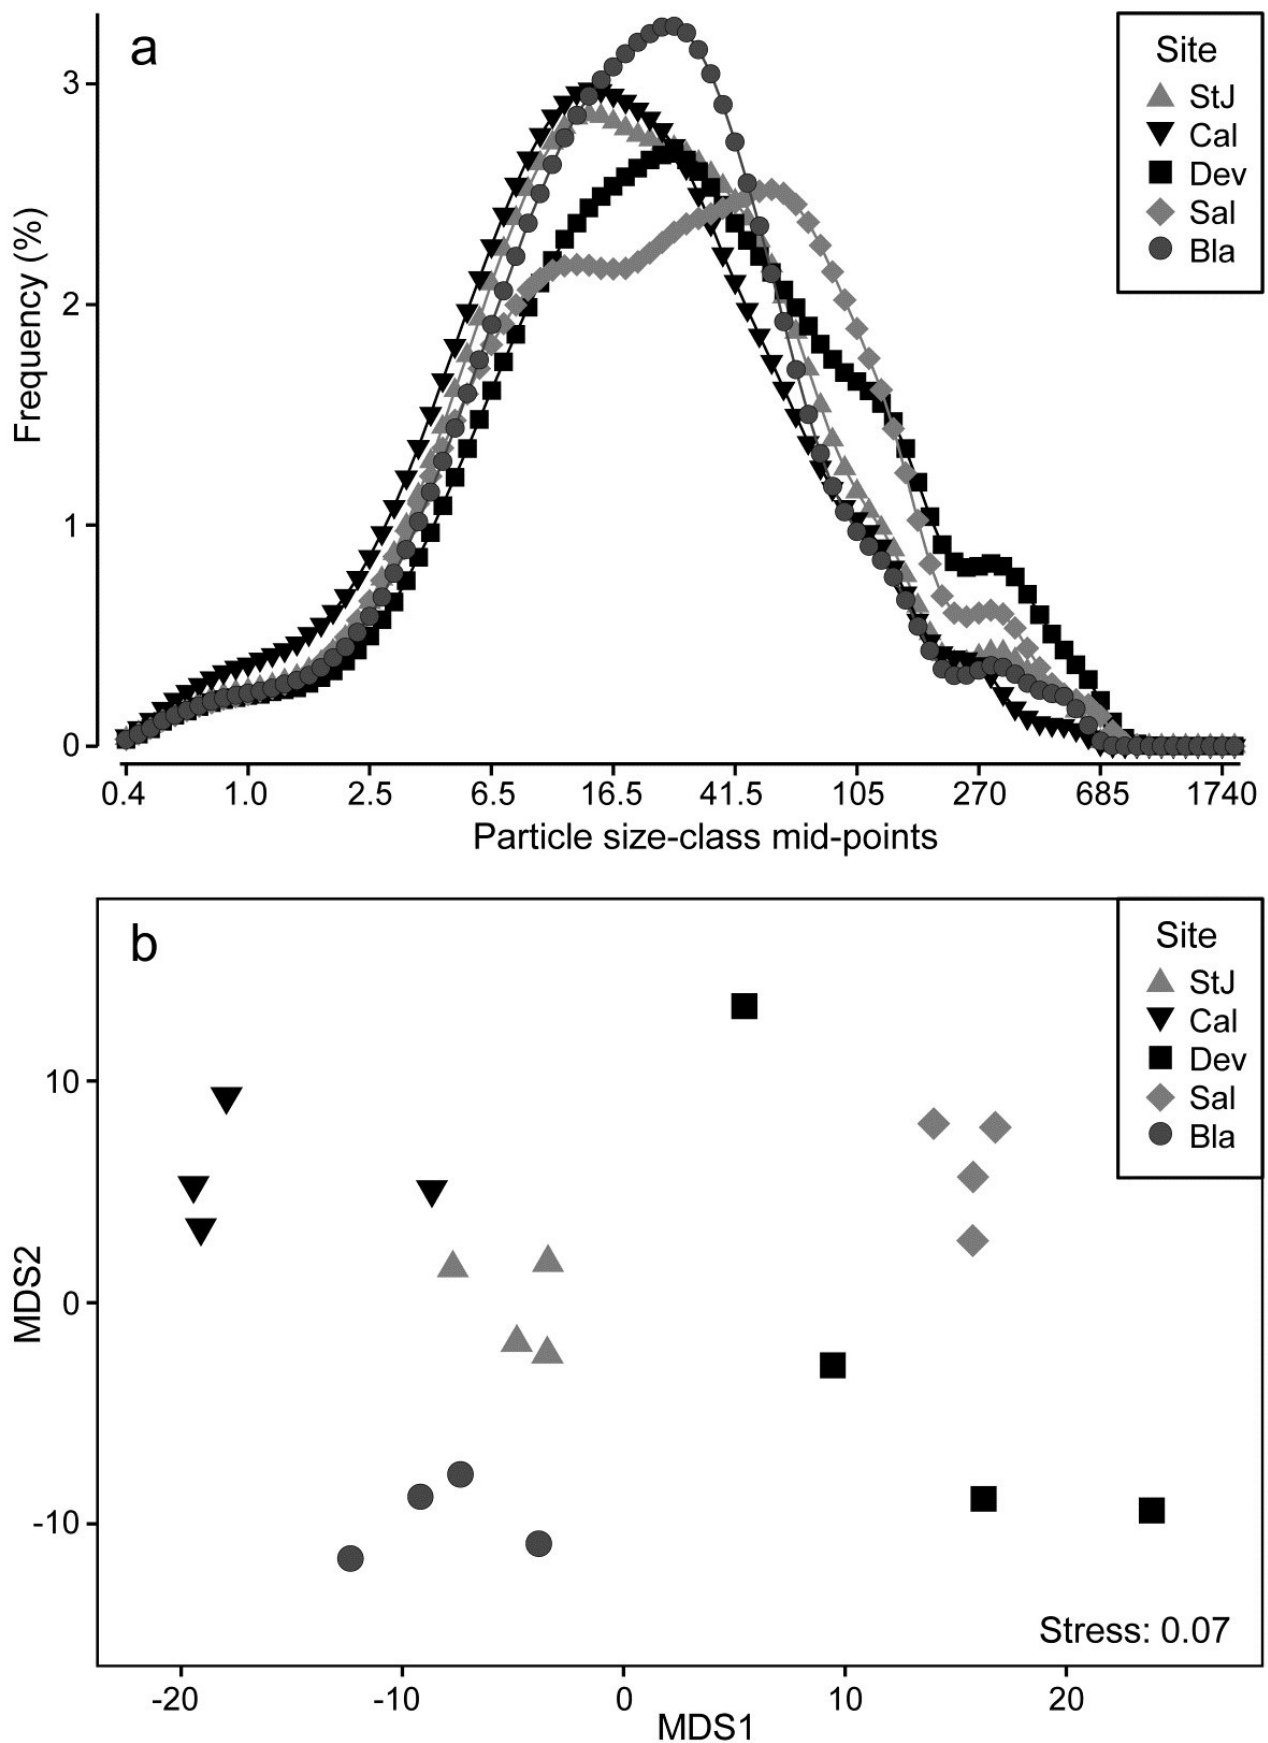 a
Site
StJ
Cal
Dev
Sal
Bla
Frequency (%)
3
2
1
0
0.4 1.0 2.5 6.5 16.5 41.5 105 270 685 1740
Particle size-class mid-points
b
Site
StJ
Cal
Dev
Sal
Bla
MDS2
10
0
-10
Stress: 0.07
-20 -10 0 10 20
MDS1